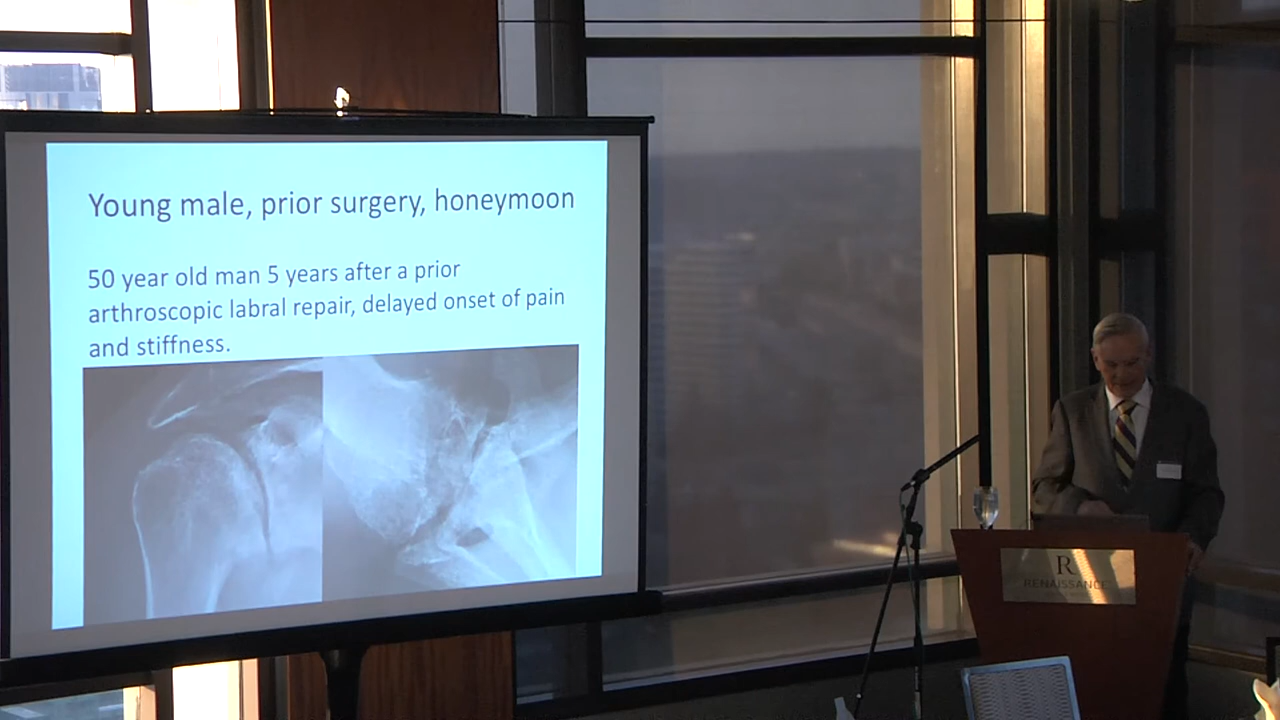 Young male, prior surgery, honeymoon
50 year old man 5 years after a prior
arthroscopic labral repair, delayed onset of pain
and stiffness.
R
RENAISSANCE